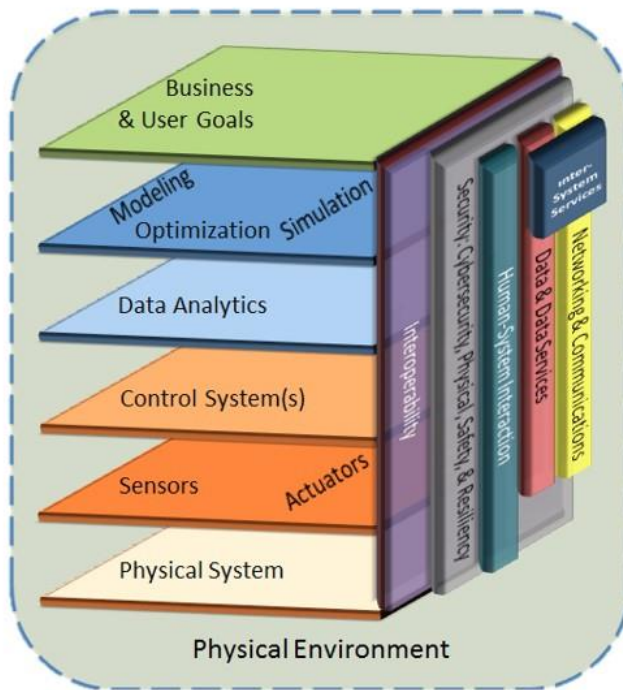 Business
& User Goals
Modeling
Optimization
Simulation
Data Analytics
Control System(s)
Sensors
Actuators
Physical System
Interoperability
Security: Cybersecurity, Physical, Safety, & Resiliency
Human-System Interaction
Data & Data Services
Networking & Communications
Inter-
System
Services
Physical Environment